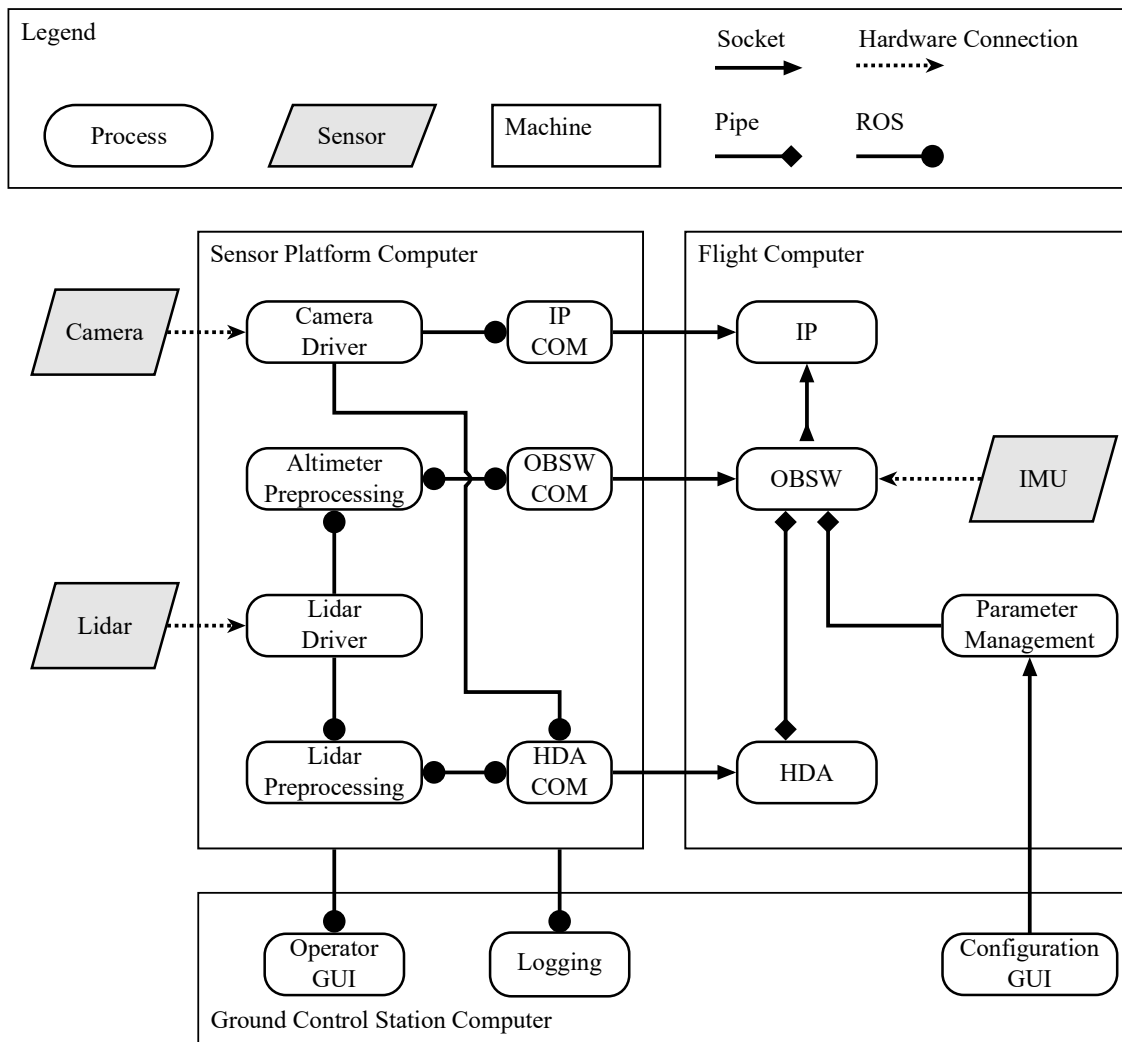 Legend
Socket
Hardware Connection
Process
Sensor
Machine
Pipe
ROS
Sensor Platform Computer
Flight Computer
Camera
Camera
Driver
IP
COM
IP
Altimeter
Preprocessing
OBSW
COM
OBSW
IMU
Lidar
Lidar
Driver
Parameter
Management
Lidar
Preprocessing
HDA
COM
HDA
Operator
GUI
Logging
Configuration
GUI
Ground Control Station Computer